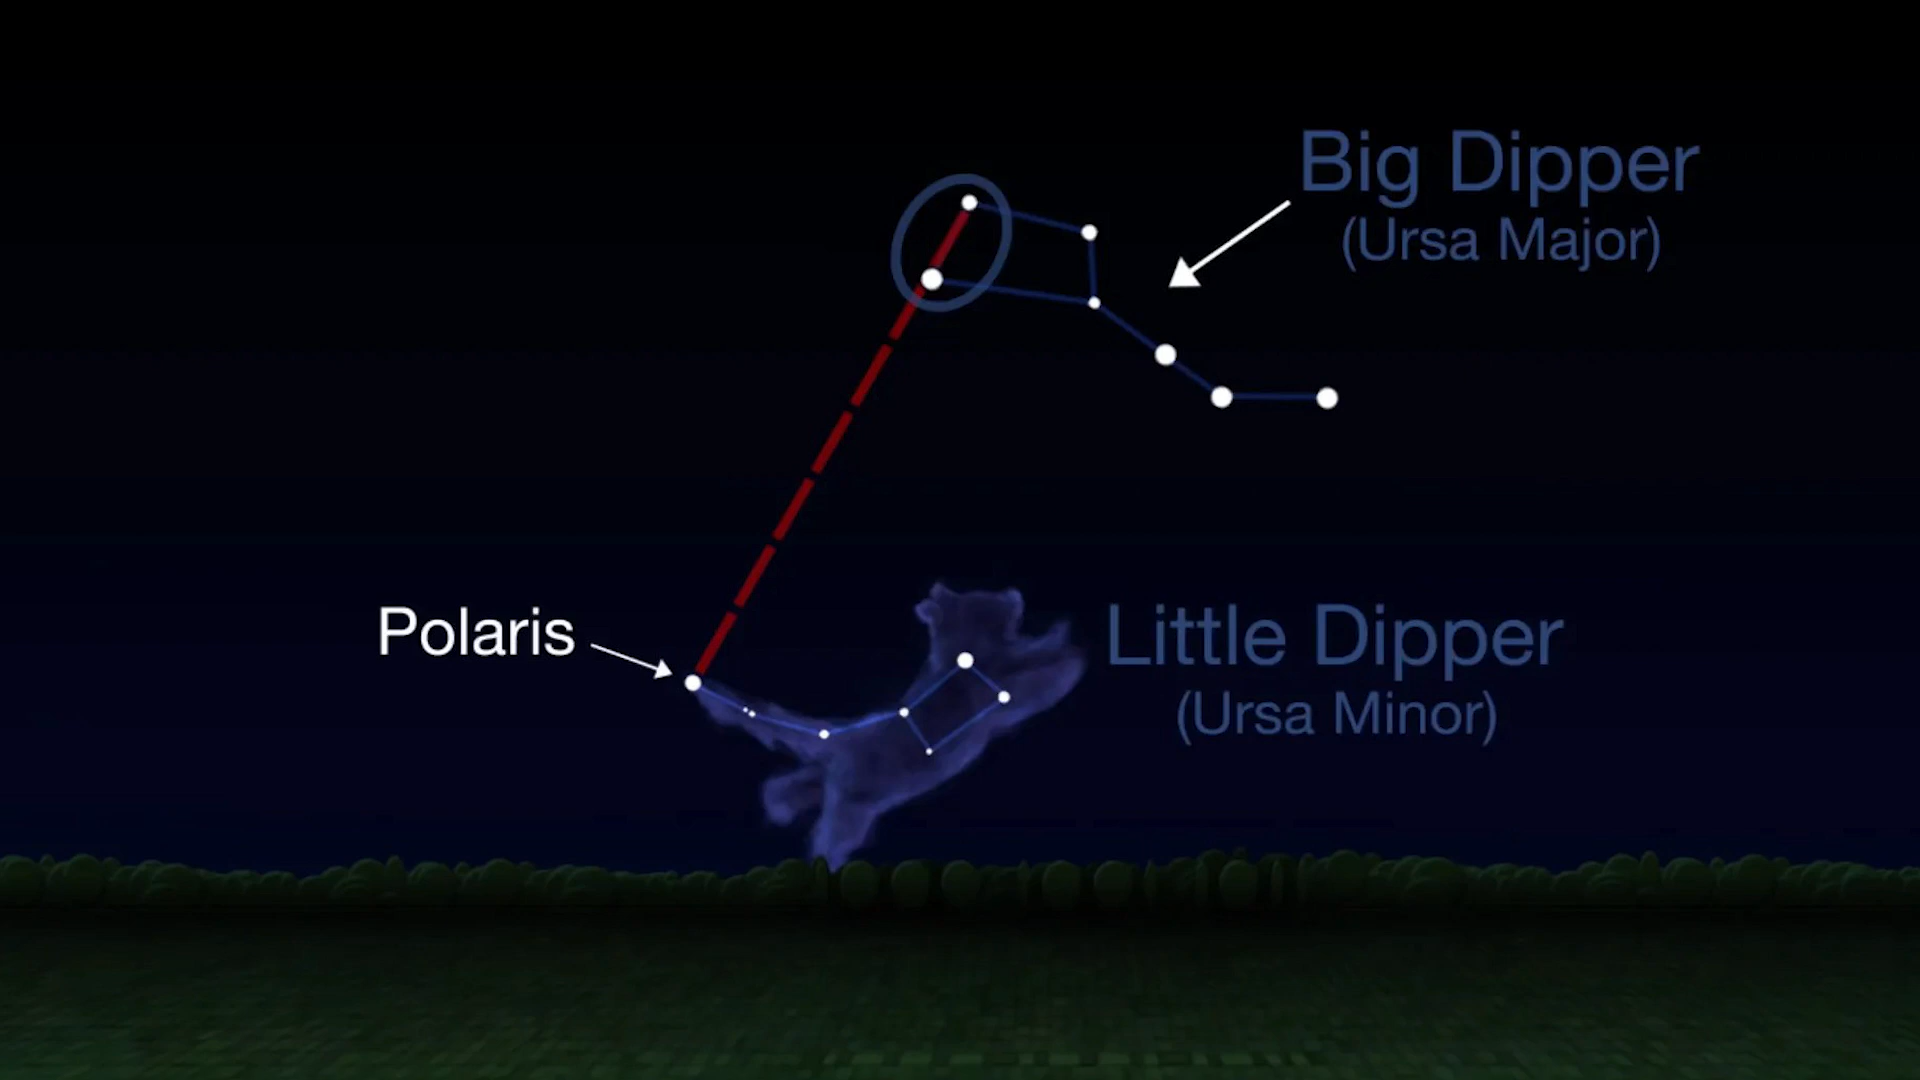 Big Dipper
(Ursa Major)
Polaris
Little Dipper
(Ursa Minor)